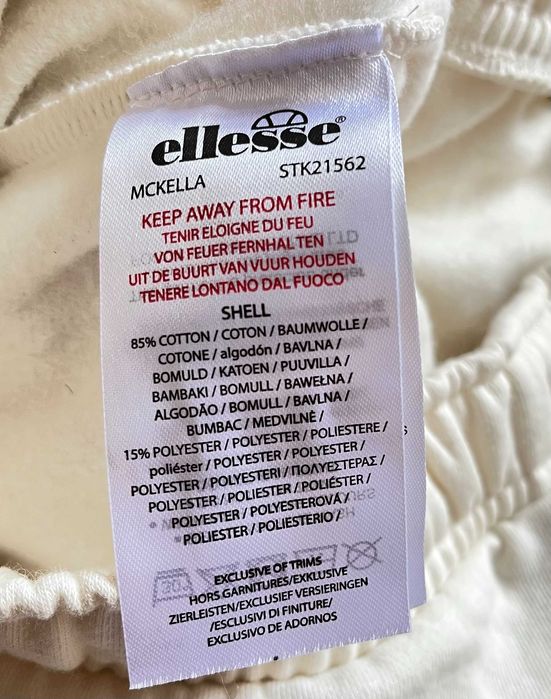 ellesse®
MCKELLA STK21562
KEEP AWAY FROM FIRE
TENIR ELOIGNE DU FEU
VON FEUER FERNHAL TEN
UIT DE BUURT VAN VUUR HOUDEN
TENERE LONTANO DAL FUOCO
SHELL
85% COTTON / COTON / BAUMWOLLE /
COTONE / algodón / BAVLNA /
BOMULD / KATOEN / PUUVILLA /
BAMBAKI / BOMULL / BAWEŁNA /
ALGODÃO / BOMULL / BAVLNA /
BUMBAC / MEDVILNĖ /
15% POLYESTER / POLYESTER / POLIESTERE /
poliéster / POLYESTER / POLYESTER /
POLYESTER / POLYESTERI / ΠΟΛΥΕΣΤΕΡΑΣ /
POLYESTER / POLIESTER / POLIÉSTER /
POLYESTER / POLYESTEROVÁ /
POLIESTER / POLIESTERIO /
EXCLUSIVE OF TRIMS
HORS GARNITURES/EXKLUSIVE
ZIERLEISTEN/EXCLUSIEF VERSIERINGEN
/ESCLUSI DI FINITURE/
EXCLUSIVO DE ADORNOS